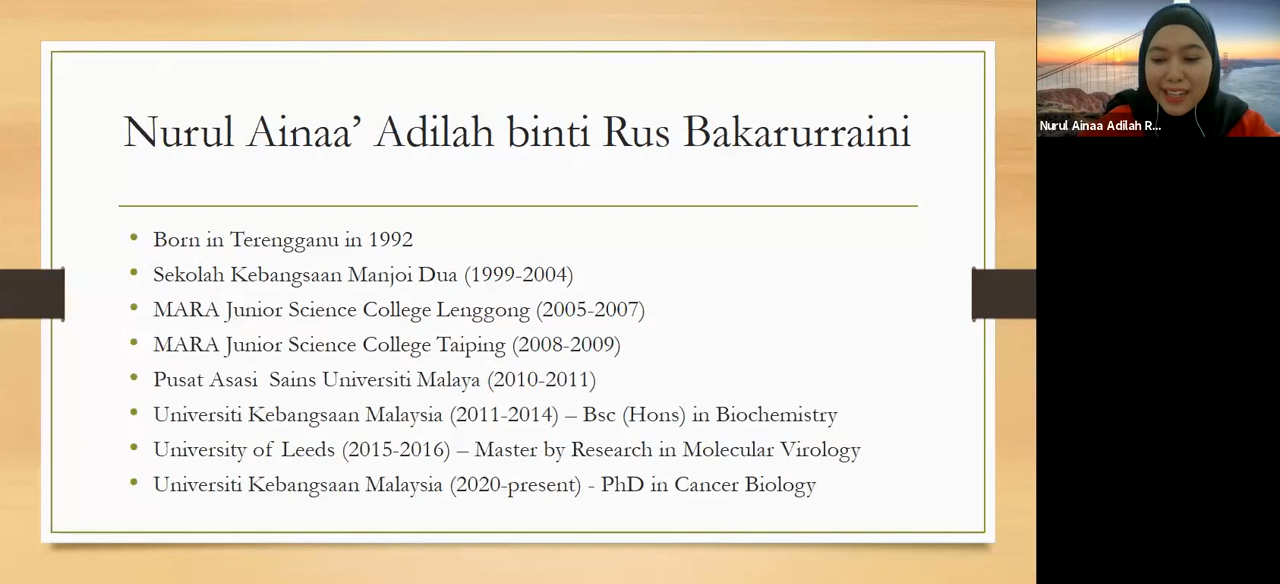 Nurul Ainaa’ Adilah binti Rus Bakarurraini
• Born in Terengganu in 1992
• Sekolah Kebangsaan Manjoi Dua (1999-2004)
• MARA Junior Science College Lenggong (2005-2007)
• MARA Junior Science College Taiping (2008-2009)
• Pusat Asasi  Sains Universiti Malaya (2010-2011)
• Universiti Kebangsaan Malaysia (2011-2014) – Bsc (Hons) in Biochemistry
• University of Leeds (2015-2016) – Master by Research in Molecular Virology
• Universiti Kebangsaan Malaysia (2020-present) - PhD in Cancer Biology
Nurul Ainaa Adilah R...